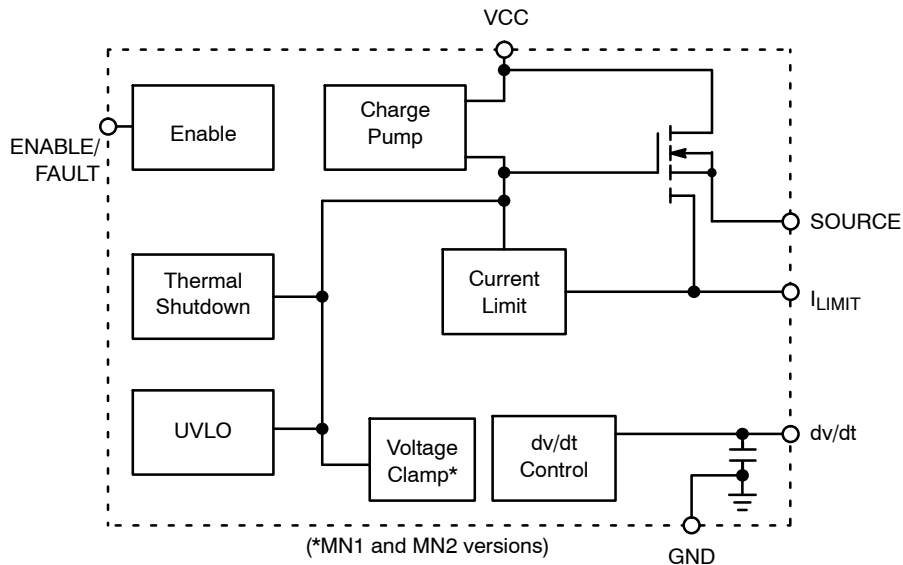 VCC
Enable
Charge
Pump
ENABLE/
FAULT
SOURCE
Thermal
Shutdown
Current
Limit
ILIMIT
UVLO
Voltage
Clamp*
dv/dt
Control
dv/dt
(*MN1 and MN2 versions)
GND